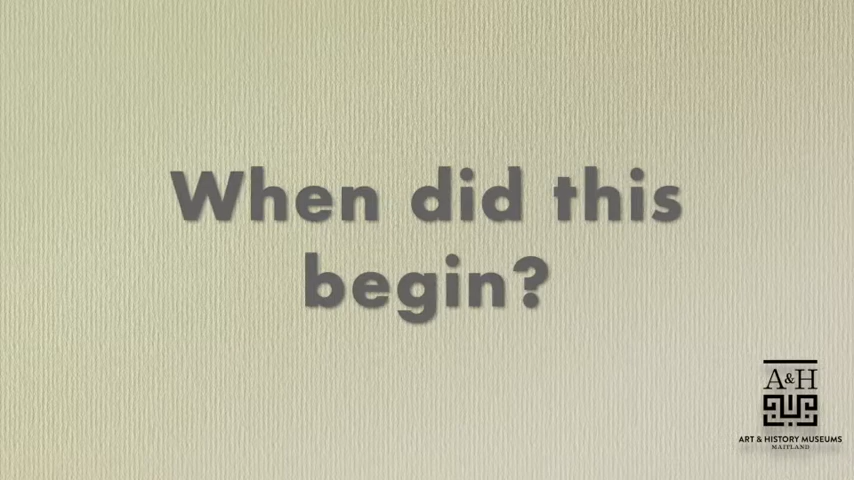 When did this
begin?
A&H
ART & HISTORY MUSEUMS
MAITLAND